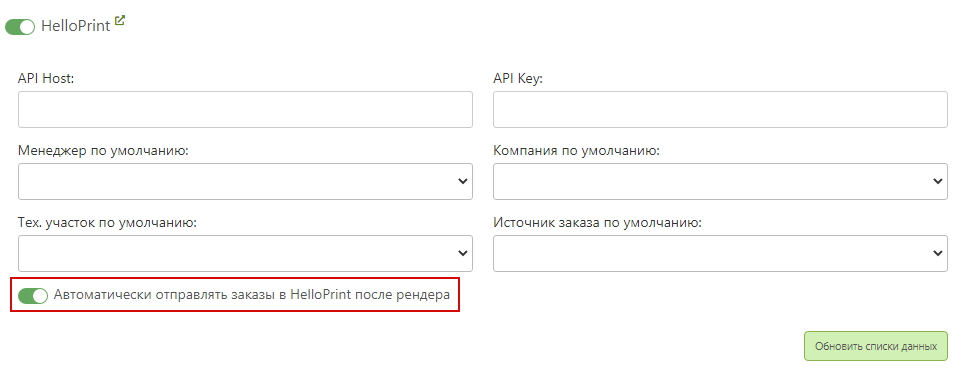 HelloPrint
API Host:
API Key:
Менеджер по умолчанию:
Компания по умолчанию:
Тех. участок по умолчанию:
Источник заказа по умолчанию:
Автоматически отправлять заказы в HelloPrint после рендера
Обновить списки данных